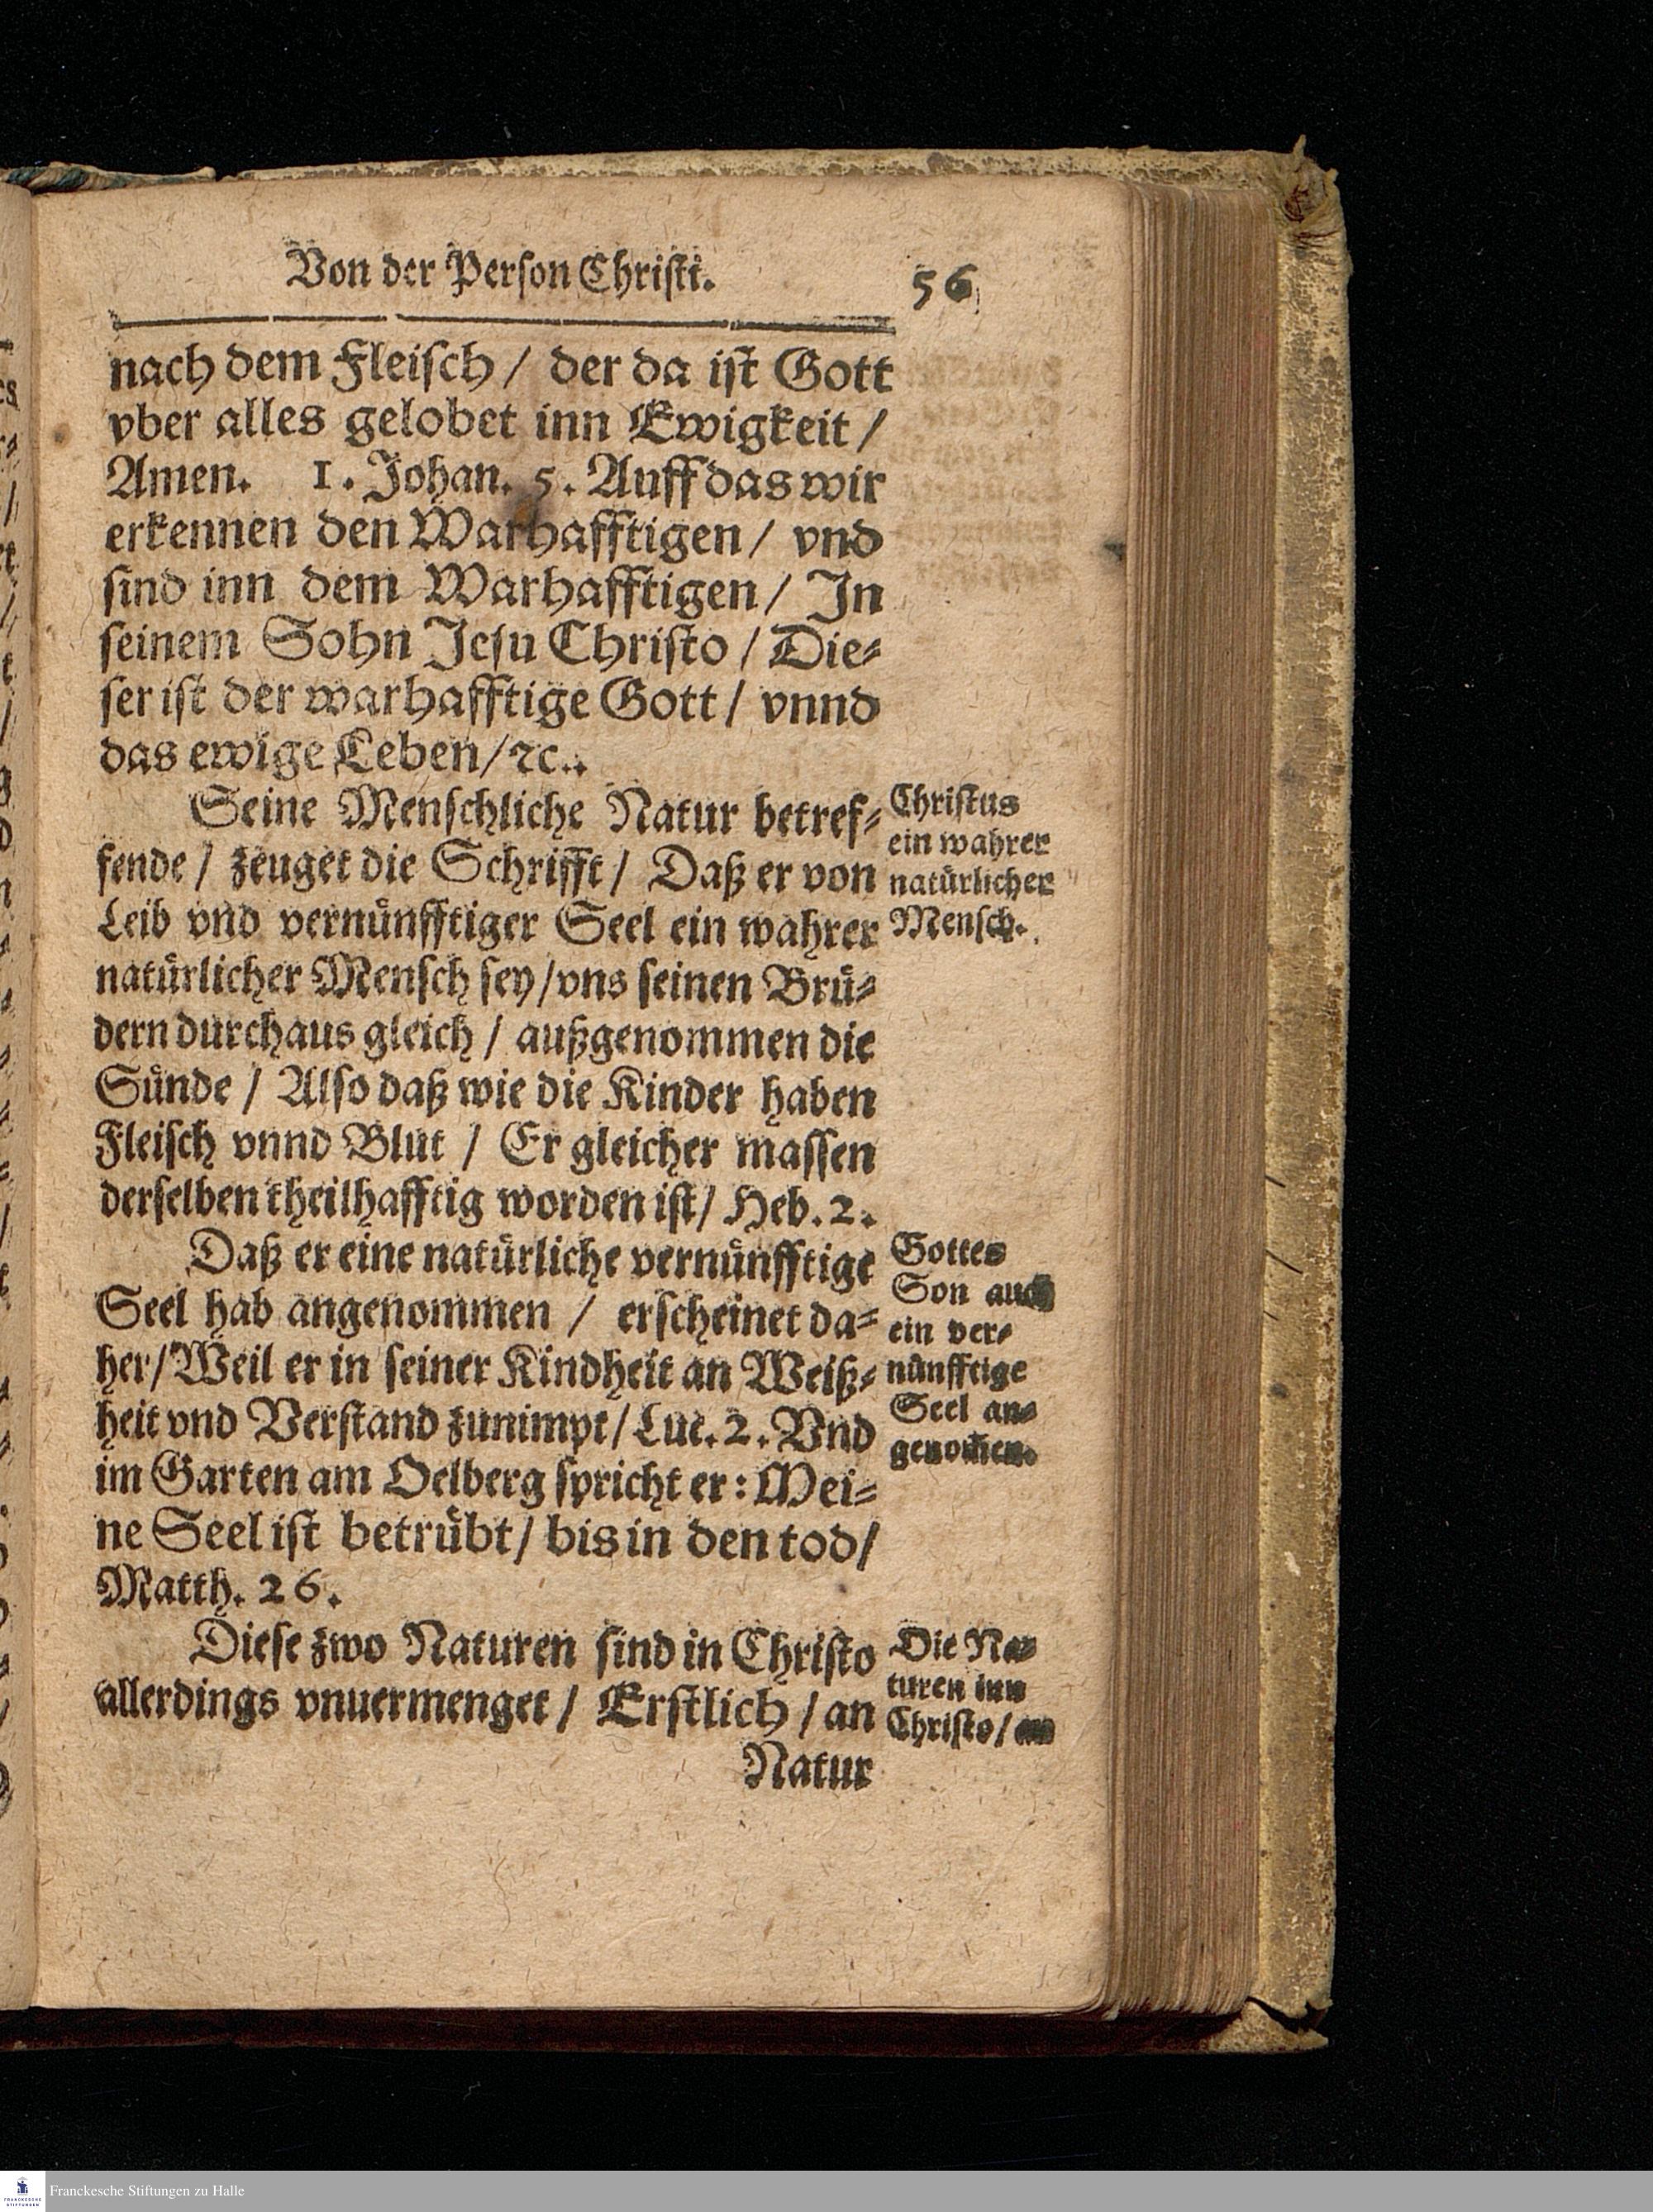 Von der Person Christi.
56
nach dem Fleisch / der da ist Gott
vber alles gelobet inn Ewigkeit /
Amen. 1. Johan. 5. Auff das wir
erkennen den Warhafftigen / vnd
sind inn dem Warhafftigen / In
seinem Sohn Jesu Christo / Die⸗
ser ist der warhafftige Gott / vnnd
das ewige Leben / ꝛc..
Seine Menschliche Natur betref⸗
fende / zeuget die Schrifft / Daß er von
Leib vnd vernünfftiger Seel ein wahrer
natürlicher Mensch sey / vns seinen Brü⸗
dern durchaus gleich / außgenommen die
Sünde / Also daß wie die Kinder haben
Fleisch vnnd Blut / Er gleicher massen
derselben theilhafftig worden ist / Heb. 2.
Christus
ein wahrer
natürlicher
Mensch.
Daß er eine natürliche vernünfftige
Seel hab angenommen / erscheinet da⸗
her / Weil er in seiner Kindheit an Weiß⸗
heit vnd Verstand zunimpt / Luc. 2. Vnd
im Garten am Oelberg spricht er : Mei⸗
ne Seel ist betrübt / bis in den tod /
Matth. 26.
Gottes
Son auch
ein ver⸗
nünfftige
Seel an⸗
genom̃en.
Diese zwo Naturen sind in Christo
allerdings vnuermenget / Erstlich / an
Natur
Die Na⸗
turen inn
Christo / an
FRANCKESCHE
STIFTUNGEN
Franckesche Stiftungen zu Halle